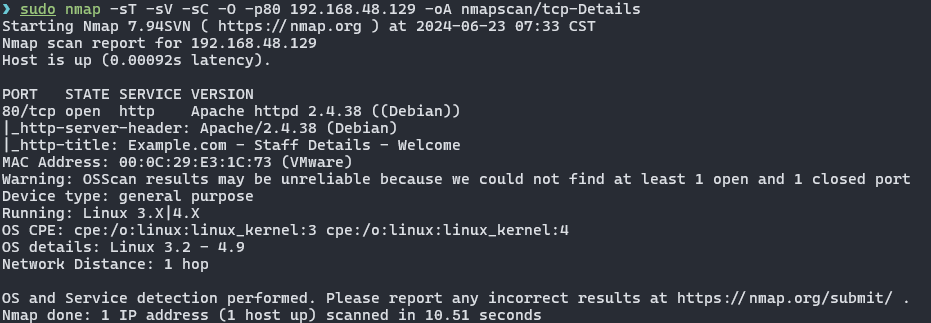 ❯ sudo nmap -sT -sV -sC -O -p80 192.168.48.129 -oA nmapscan/tcp-Details
Starting Nmap 7.94SVN ( https://nmap.org ) at 2024-06-23 07:33 CST
Nmap scan report for 192.168.48.129
Host is up (0.00092s latency).

PORT   STATE SERVICE VERSION
80/tcp open  http    Apache httpd 2.4.38 ((Debian))
|_http-server-header: Apache/2.4.38 (Debian)
|_http-title: Example.com - Staff Details - Welcome
MAC Address: 00:0C:29:E3:1C:73 (VMware)
Warning: OSScan results may be unreliable because we could not find at least 1 open and 1 closed port
Device type: general purpose
Running: Linux 3.X|4.X
OS CPE: cpe:/o:linux:linux_kernel:3 cpe:/o:linux:linux_kernel:4
OS details: Linux 3.2 - 4.9
Network Distance: 1 hop

OS and Service detection performed. Please report any incorrect results at https://nmap.org/submit/ .
Nmap done: 1 IP address (1 host up) scanned in 10.51 seconds